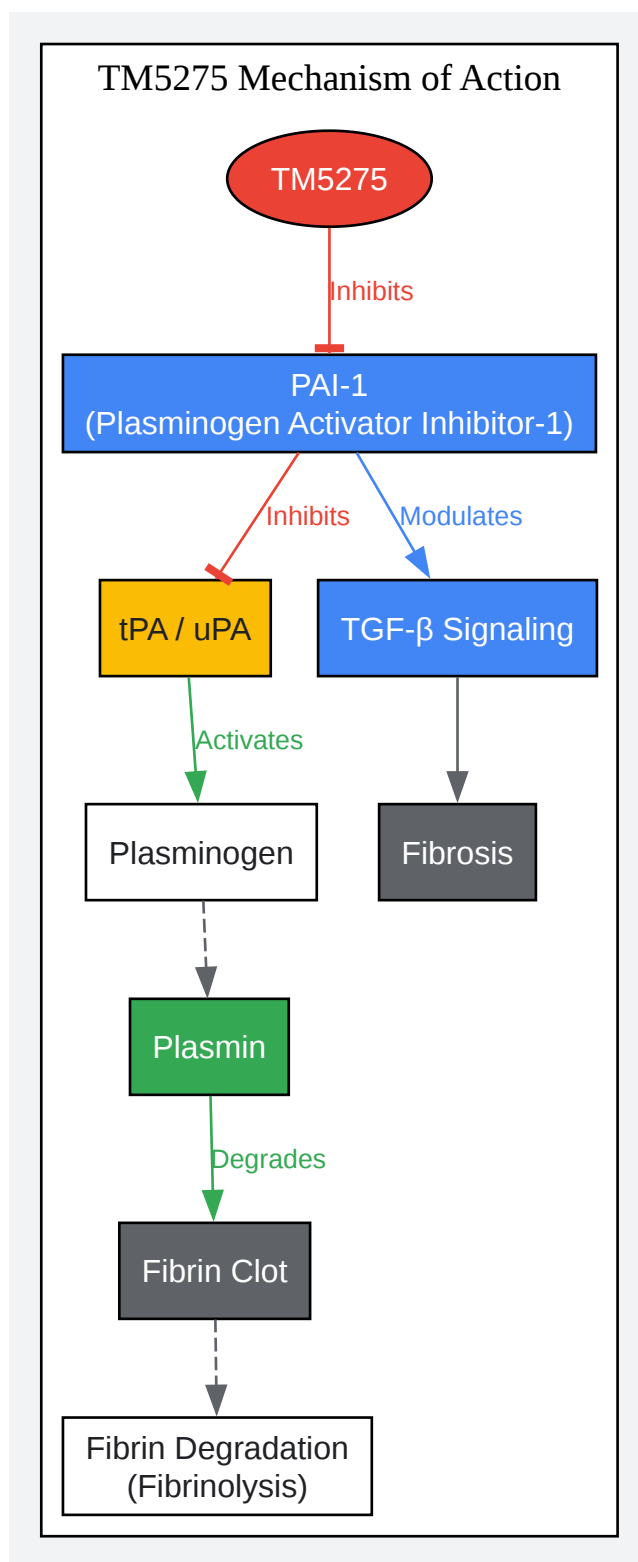 TM5275 Mechanism of Action
TM5275
Inhibits
PAI-1
(Plasminogen Activator Inhibitor-1)
Inhibits
Modulates
tPA / uPA
TGF-β Signaling
Activates
Plasminogen
Fibrosis
Plasmin
Degrades
Fibrin Clot
Fibrin Degradation
(Fibrinolysis)